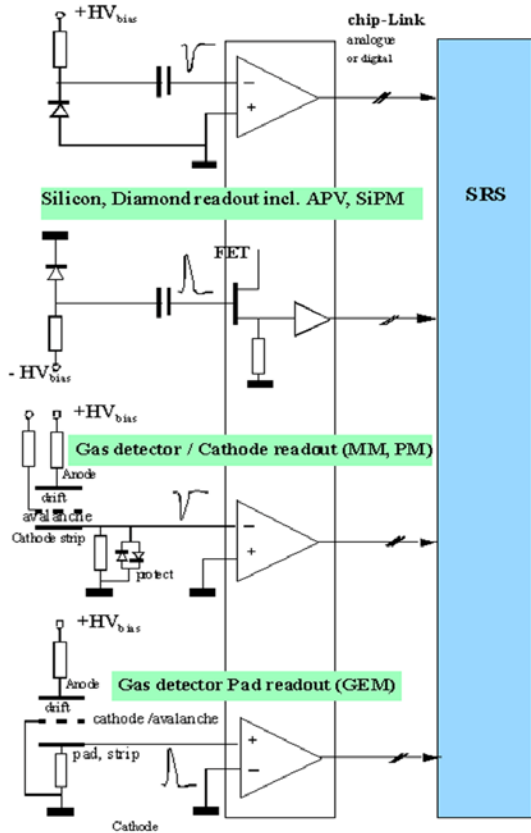 +HV bias
chip-Link
analogue
or digital
−
+
SRS
Silicon, Diamond readout incl. APV, SiPM
FET
- HV bias
+HV bias
Gas detector / Cathode readout (MM, PM)
Anode
drift
avalanche
Cathode strip
−
+
protect
+HV bias
Anode
Gas detector Pad readout (GEM)
drift
cathode /avalanche
+
pad, strip
−
Cathode